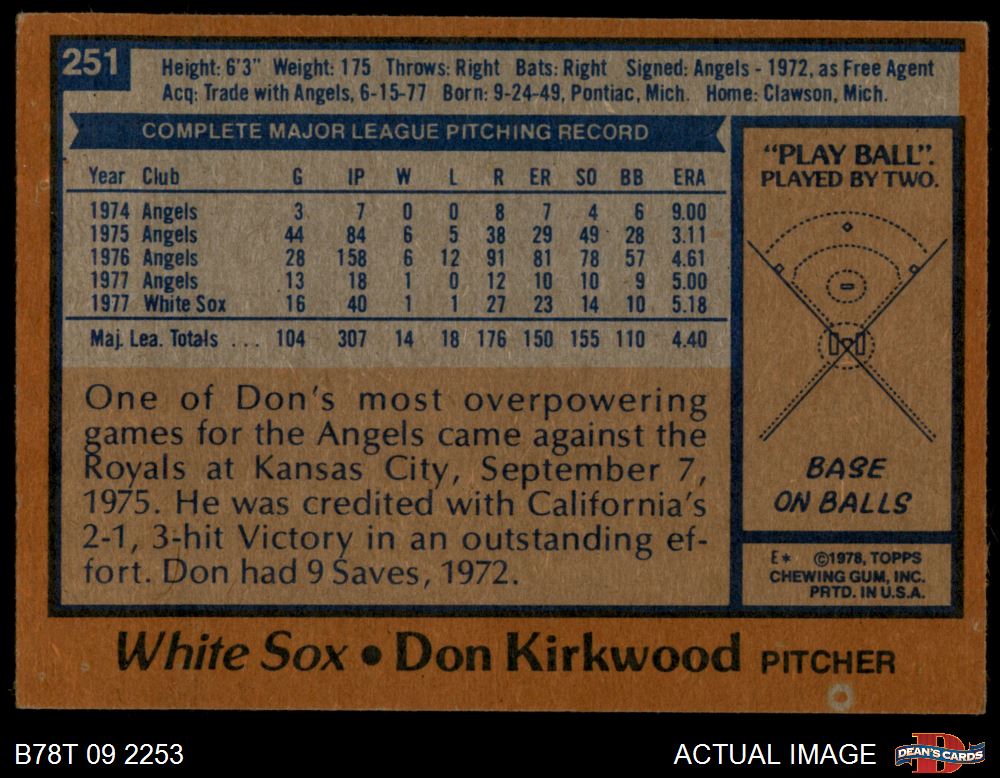 251
Height: 6'3" Weight: 175 Throws: Right Bats: Right Signed: Angels - 1972, as Free Agent
Acq: Trade with Angels, 6-15-77 Born: 9-24-49, Pontiac, Mich. Home: Clawson, Mich.
COMPLETE MAJOR LEAGUE PITCHING RECORD
Year Club G IP W L R ER SO BB ERA
1974 Angels 3 7 0 0 8 7 4 6 9.00
1975 Angels 44 84 6 5 38 29 49 28 3.11
1976 Angels 28 158 6 12 91 81 78 57 4.61
1977 Angels 13 18 1 0 12 10 10 9 5.00
1977 White Sox 16 40 1 1 27 23 14 10 5.18
Maj. Lea. Totals ... 104 307 14 18 176 150 155 110 4.40
One of Don's most overpowering
games for the Angels came against the
Royals at Kansas City, September 7,
1975. He was credited with California's
2-1, 3-hit Victory in an outstanding ef-
fort. Don had 9 Saves, 1972.
"PLAY BALL".
PLAYED BY TWO.
BASE
ON BALLS
E* ©1978, TOPPS
CHEWING GUM, INC.
PRTD. IN U.S.A.
White Sox • Don Kirkwood PITCHER
B78T 09 2253
ACTUAL IMAGE
DEAN'S CARDS